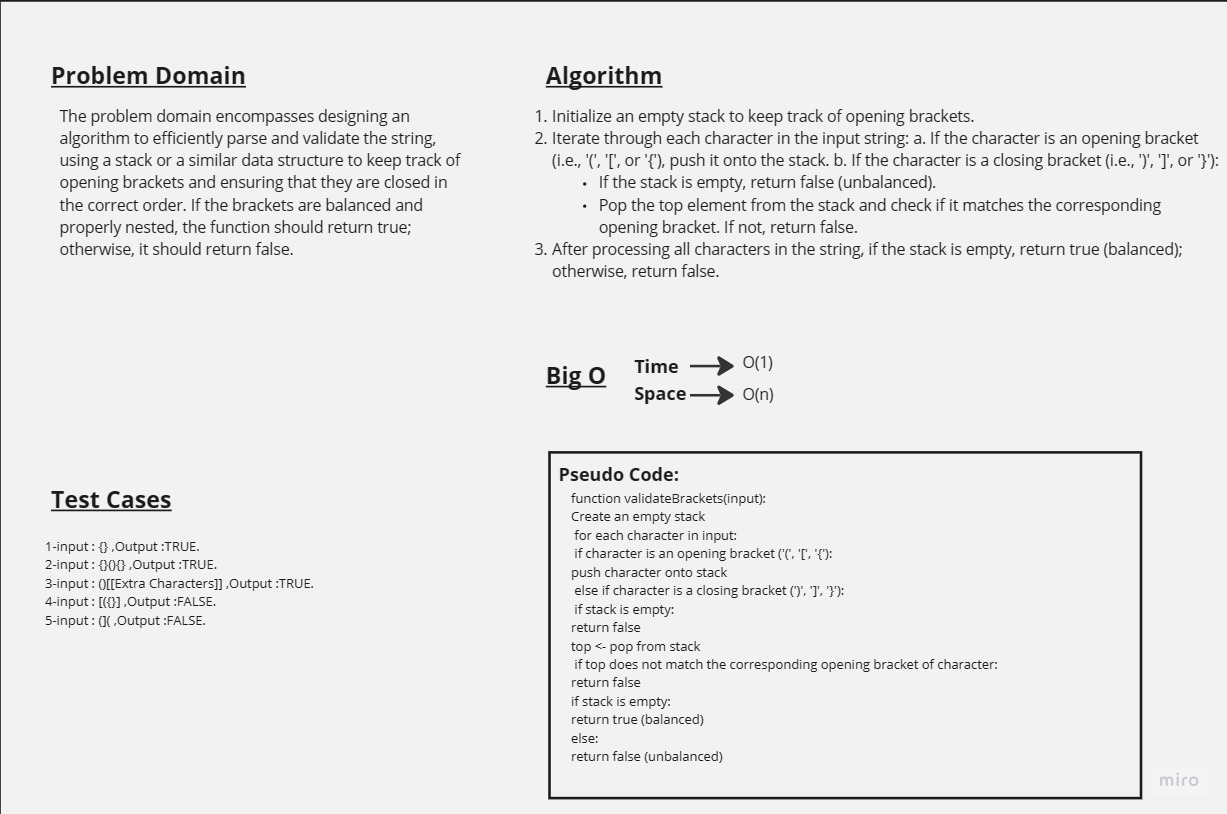 Problem Domain
The problem domain encompasses designing an
algorithm to efficiently parse and validate the string,
using a stack or a similar data structure to keep track of
opening brackets and ensuring that they are closed in
the correct order. If the brackets are balanced and
properly nested, the function should return true;
otherwise, it should return false.
Algorithm
1. Initialize an empty stack to keep track of opening brackets.
2. Iterate through each character in the input string: a. If the character is an opening bracket
(i.e., '(', '[', or '{'), push it onto the stack. b. If the character is a closing bracket (i.e., ')', ']', or '}'):
• If the stack is empty, return false (unbalanced).
• Pop the top element from the stack and check if it matches the corresponding
opening bracket. If not, return false.
3. After processing all characters in the string, if the stack is empty, return true (balanced);
otherwise, return false.
Big O
Time → O(1)
Space → O(n)
Test Cases
1-input : {} ,Output :TRUE.
2-input : {}(){} ,Output :TRUE.
3-input : ()[[Extra Characters]] ,Output :TRUE.
4-input : [({}] ,Output :FALSE.
5-input : (]( ,Output :FALSE.
Pseudo Code:
function validateBrackets(input):
Create an empty stack
for each character in input:
if character is an opening bracket ('(', '[', '{'):
push character onto stack
else if character is a closing bracket (')', ']', '}'):
if stack is empty:
return false
top <- pop from stack
if top does not match the corresponding opening bracket of character:
return false
if stack is empty:
return true (balanced)
else:
return false (unbalanced)
miro